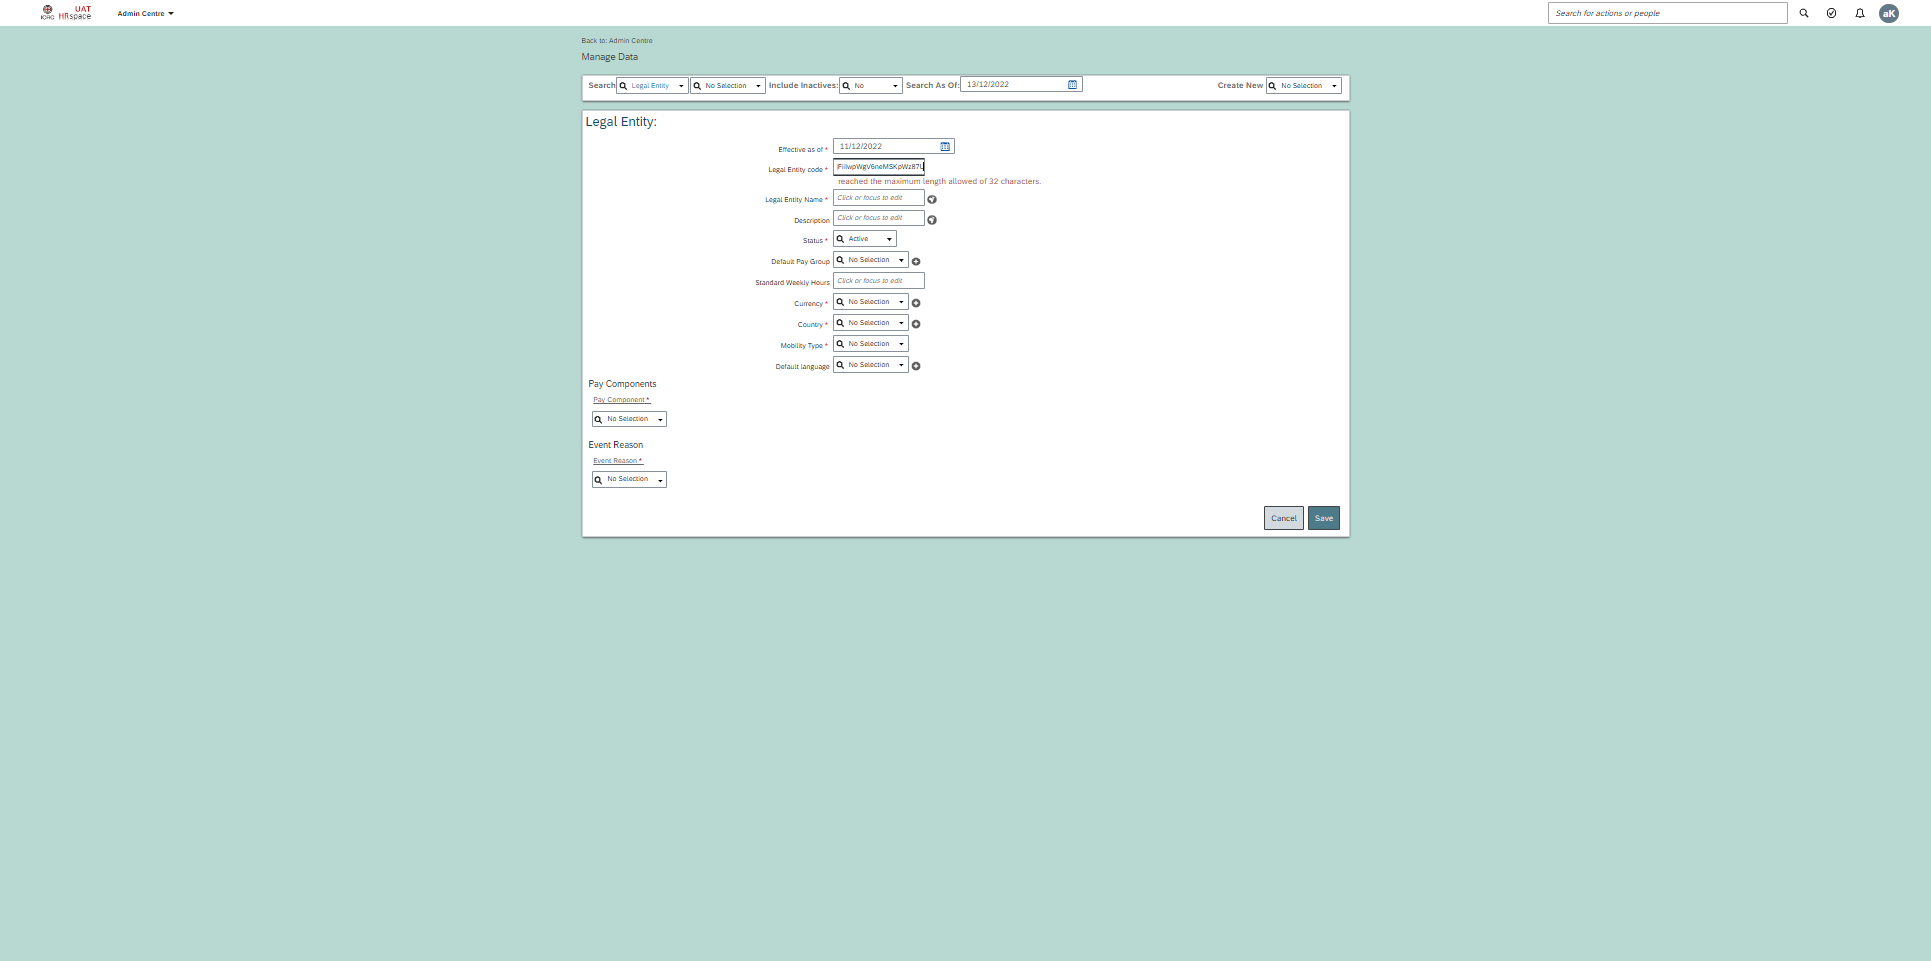 ICRC
UAT
HRspace
Admin Centre
Search for actions or people
aK
Back to: Admin Centre
Manage Data
Search Legal Entity No Selection Include Inactives: No Search As Of: 13/12/2022 Create New No Selection
Legal Entity:
Effective as of * 11/12/2022
Legal Entity code *
reached the maximum length allowed of 32 characters.
Legal Entity Name * Click or focus to edit
Description Click or focus to edit
Status * Active
Default Pay Group No Selection
Standard Weekly Hours Click or focus to edit
Currency * No Selection
Country * No Selection
Mobility Type * No Selection
Default language No Selection
Pay Components
Pay Component *
No Selection
Event Reason
Event Reason *
No Selection
Cancel Save